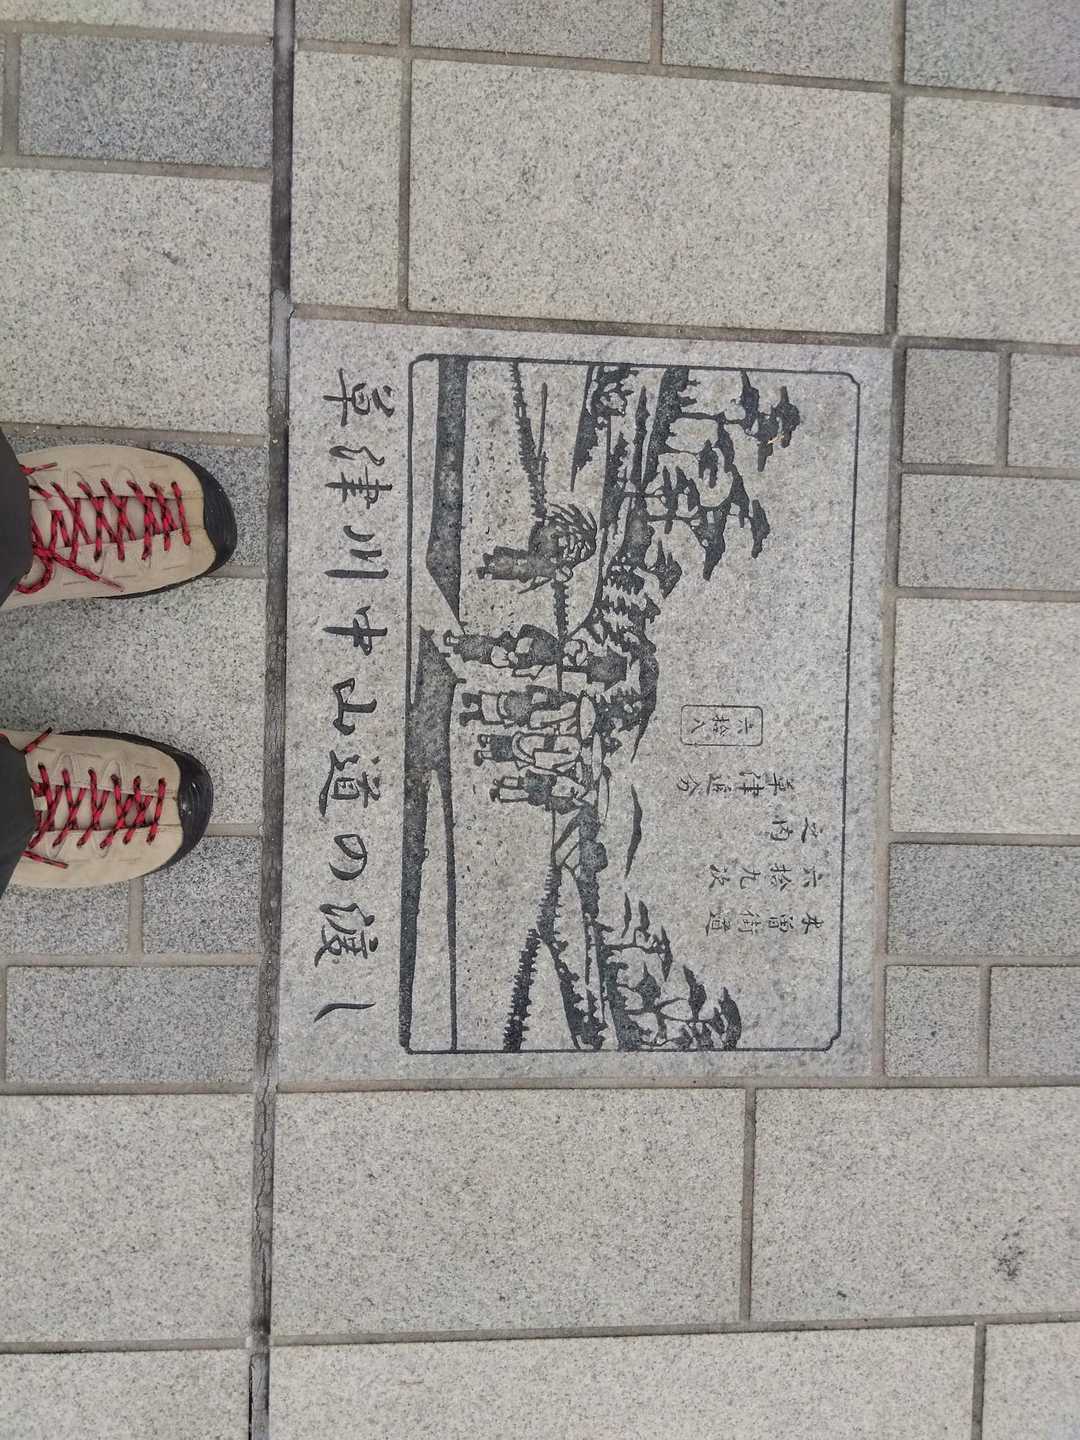 木曽街道
六拾九次
之内
草津追分
六拾八
草津川中山道の渡し